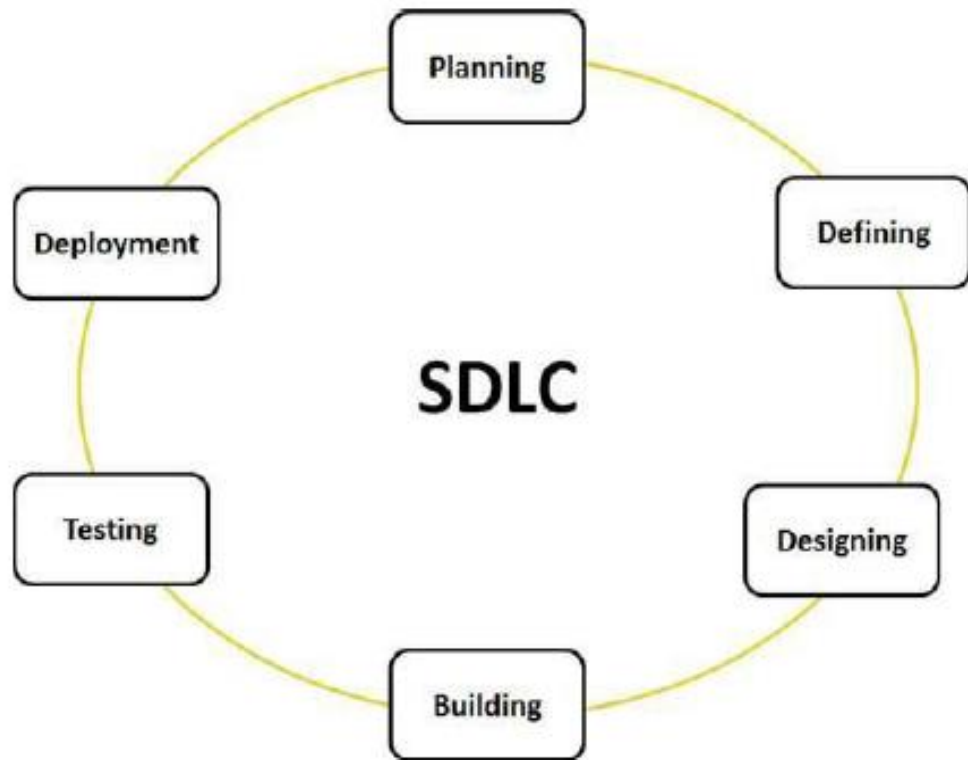 Planning
Defining
Designing
Building
Testing
Deployment
SDLC